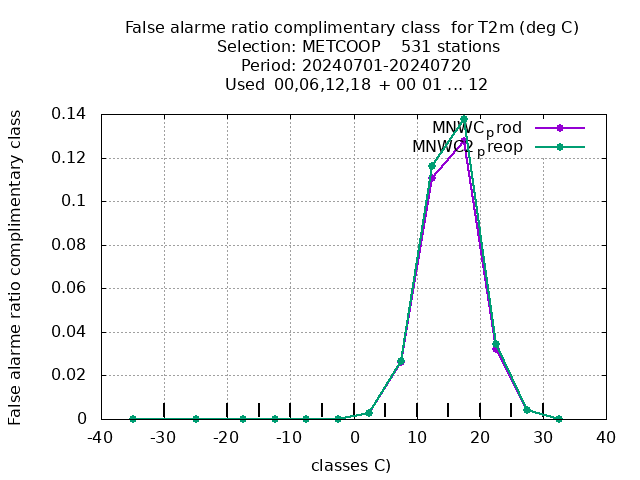 False alarme ratio complimentary class  for T2m (deg C)
Selection: METCOOP    531 stations
Period: 20240701-20240720
Used  00,06,12,18 + 00 01 ... 12
False alarme ratio complimentary class
MNWC_prod
MNWC2_preop
0.14
0.12
0.1
0.08
0.06
0.04
0.02
0
-40 -30 -20 -10 0 10 20 30 40
classes C)